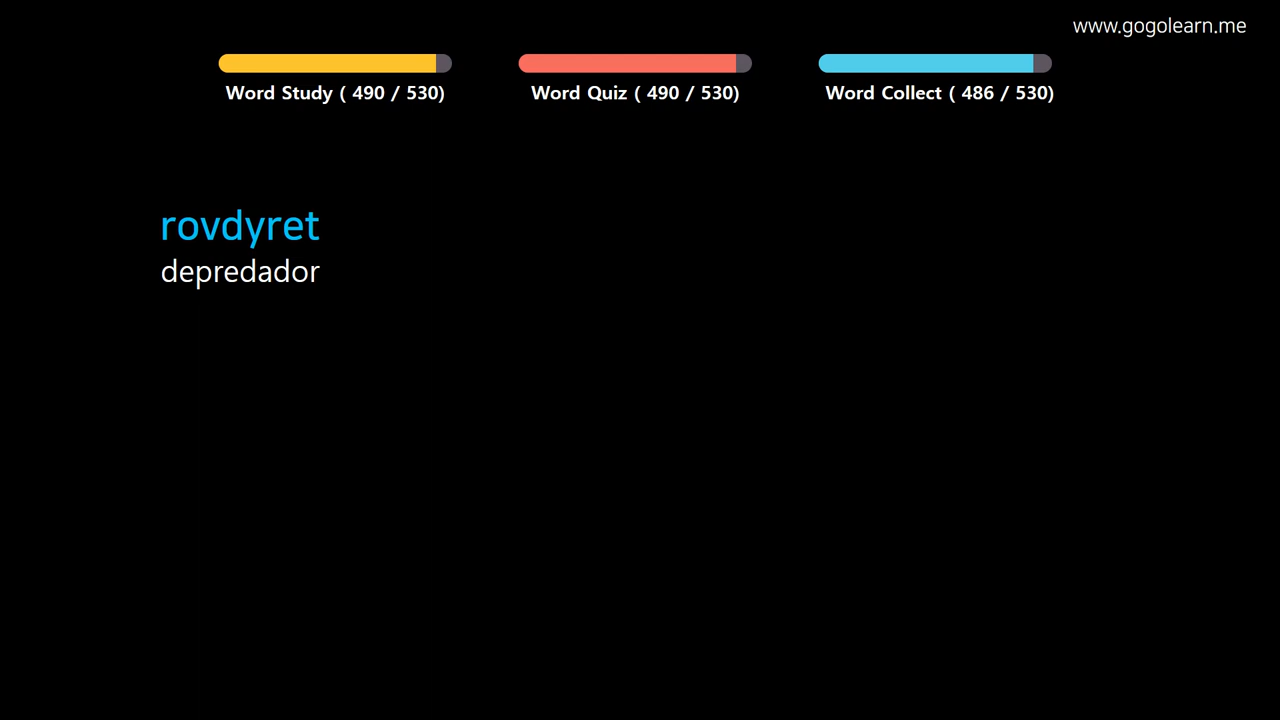 www.gogolearn.me
Word Study ( 490 / 530)
Word Quiz ( 490 / 530)
Word Collect ( 486 / 530)
rovdyret
depredador